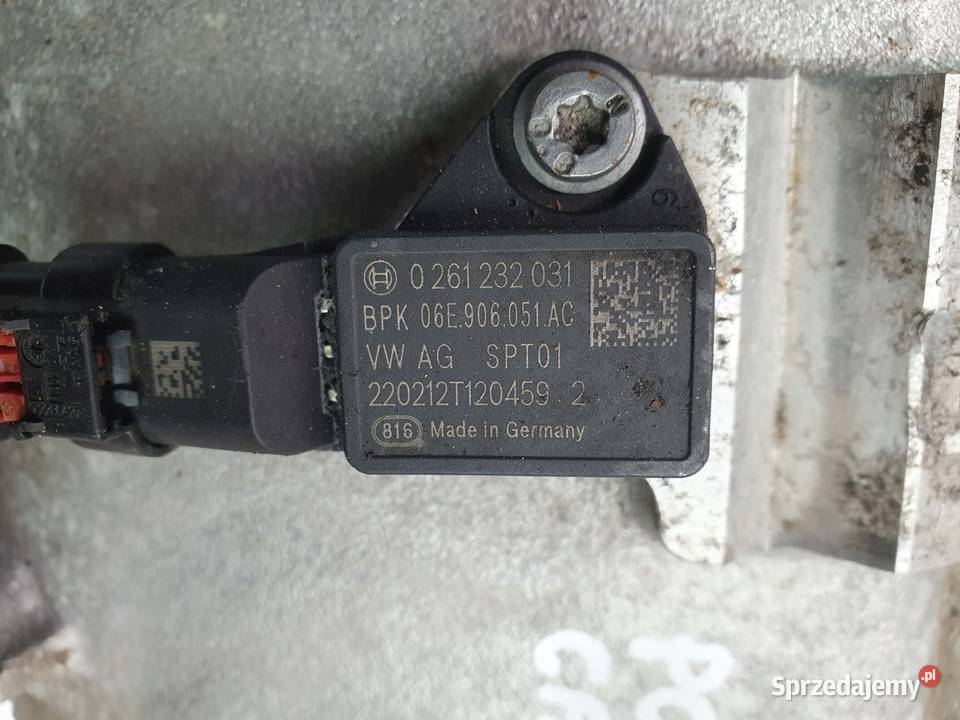 0 261 232 031
BPK 06E.906.051.AC
VW AG SPT01
220212T120459 2
816 Made in Germany
Sprzedajemy.pl